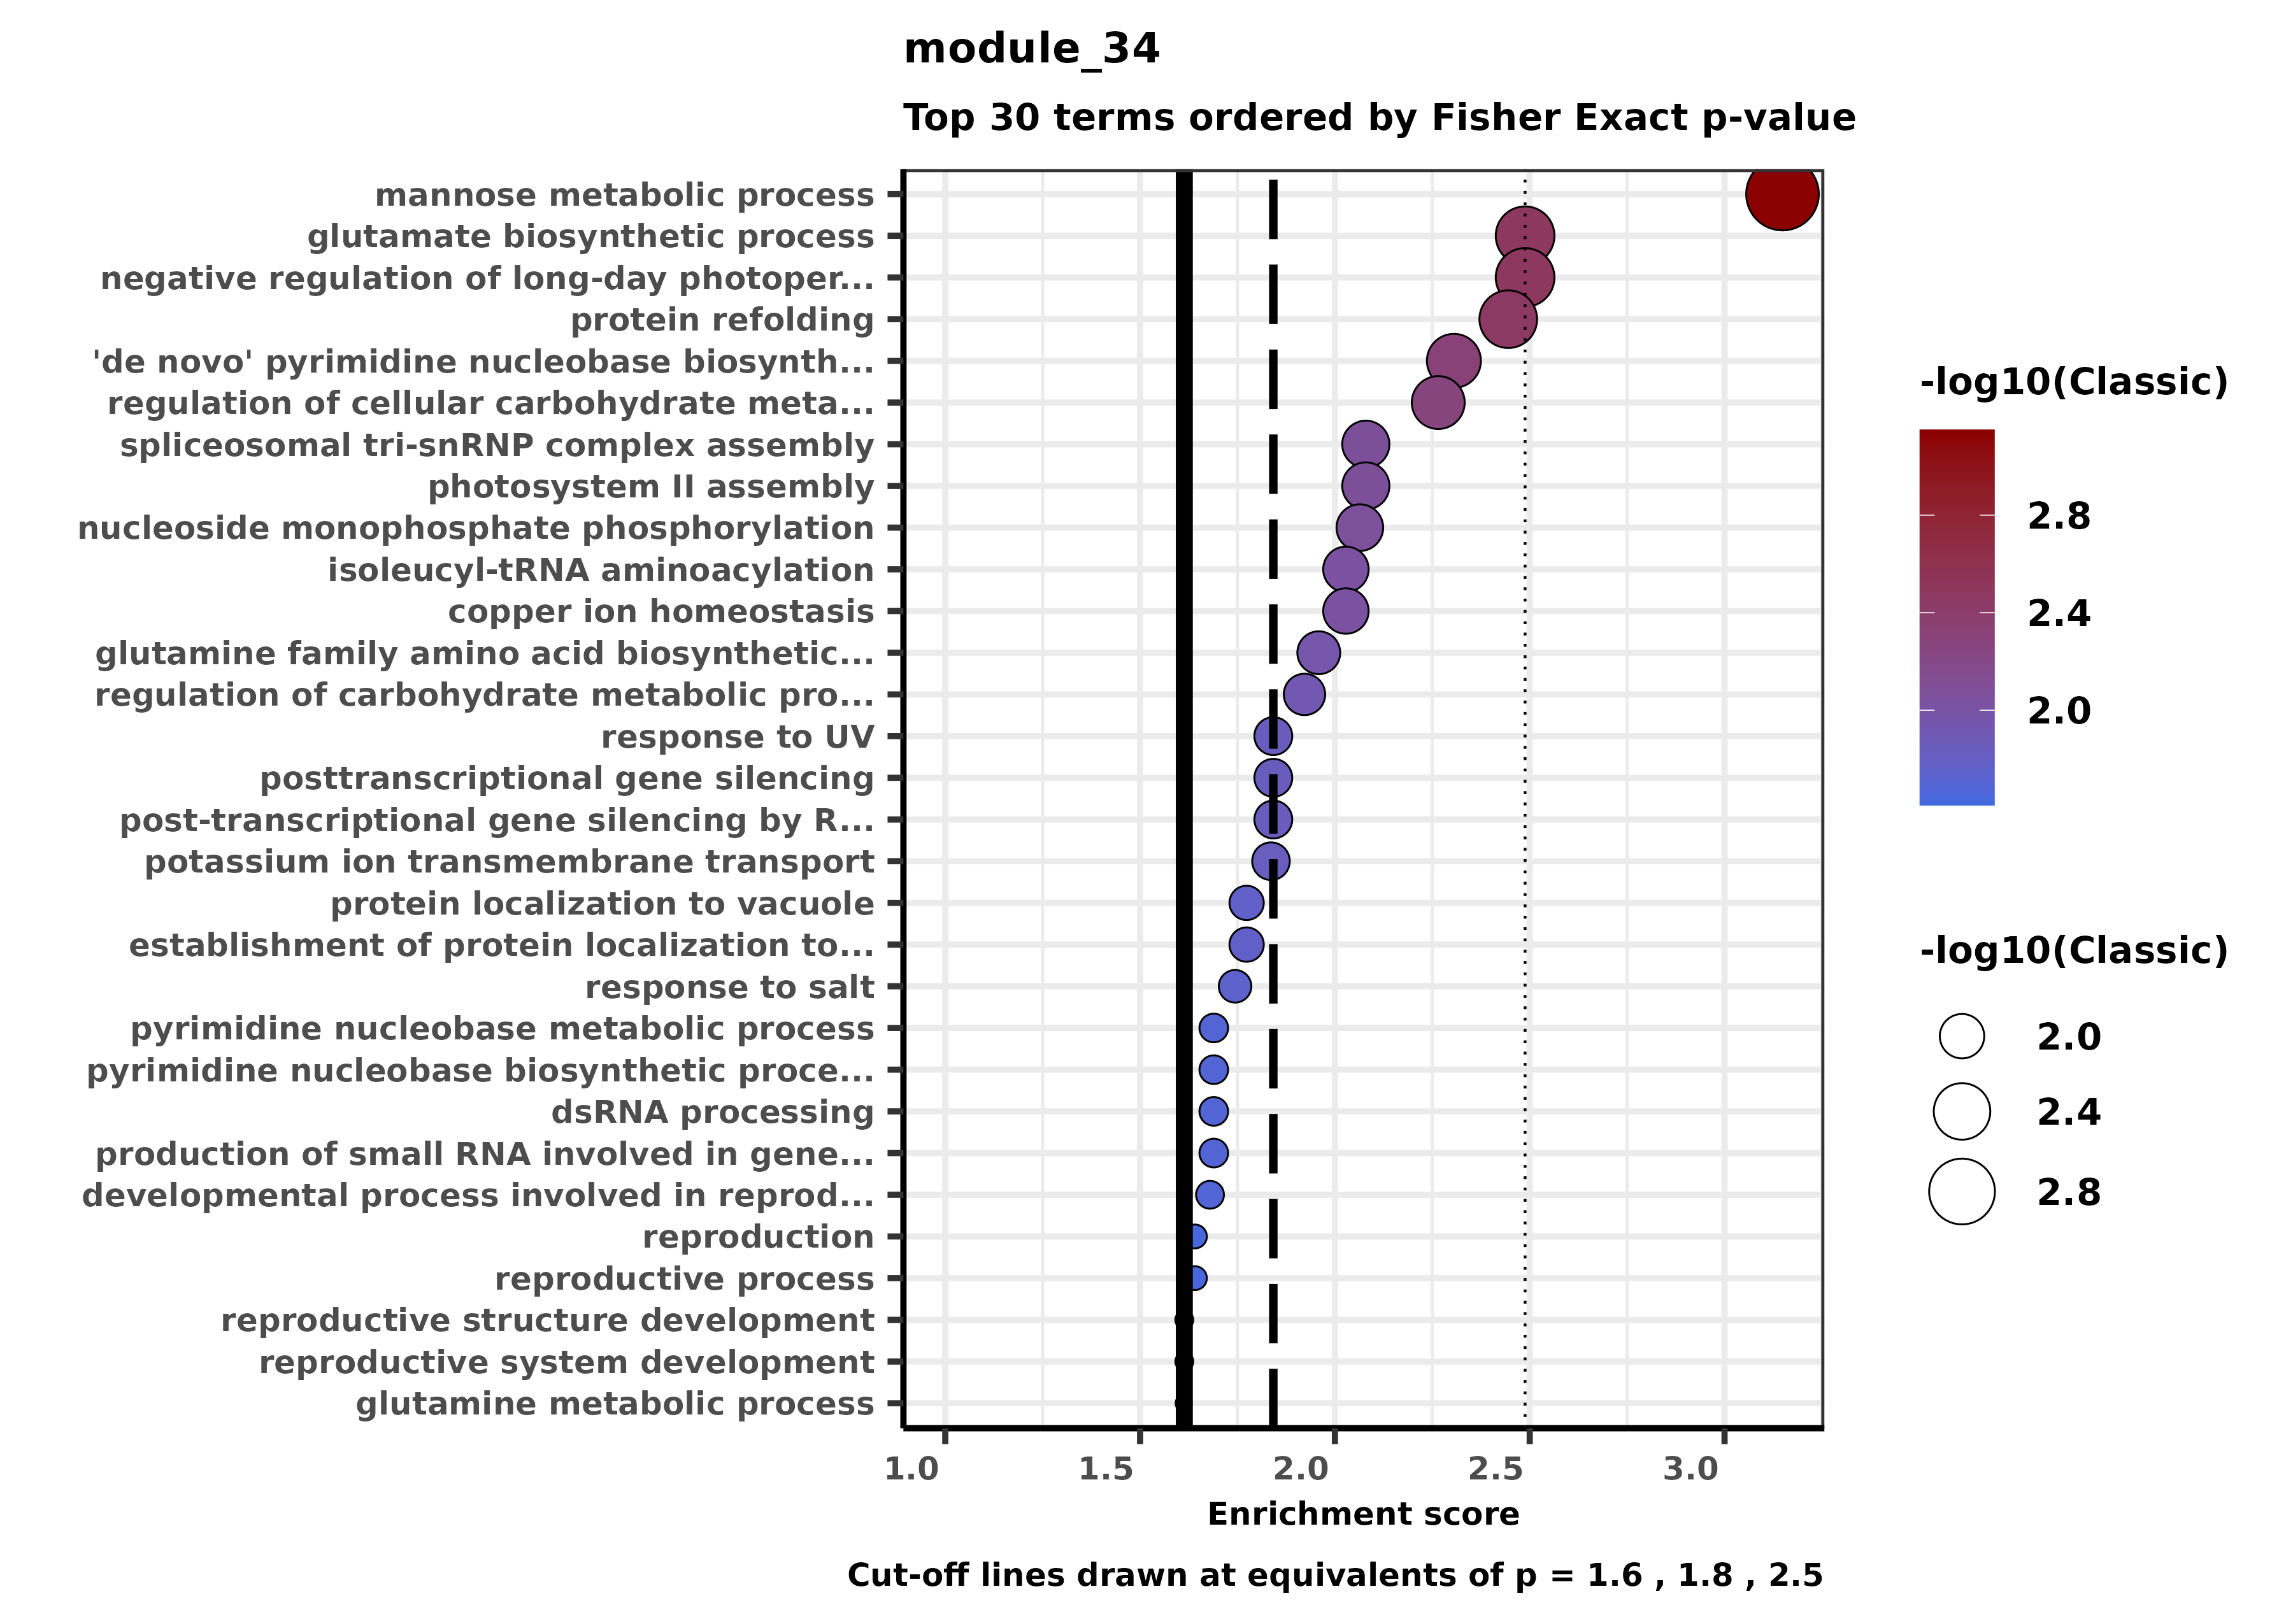 module_34
Top 30 terms ordered by Fisher Exact p-value
mannose metabolic process
glutamate biosynthetic process
negative regulation of long-day photoper...
protein refolding
'de novo' pyrimidine nucleobase biosynth...
regulation of cellular carbohydrate meta...
spliceosomal tri-snRNP complex assembly
photosystem II assembly
nucleoside monophosphate phosphorylation
isoleucyl-tRNA aminoacylation
copper ion homeostasis
glutamine family amino acid biosynthetic...
regulation of carbohydrate metabolic pro...
response to UV
posttranscriptional gene silencing
post-transcriptional gene silencing by R...
potassium ion transmembrane transport
protein localization to vacuole
establishment of protein localization to...
response to salt
pyrimidine nucleobase metabolic process
pyrimidine nucleobase biosynthetic proce...
dsRNA processing
production of small RNA involved in gene...
developmental process involved in reprod...
reproduction
reproductive process
reproductive structure development
reproductive system development
glutamine metabolic process
1.0 1.5 2.0 2.5 3.0
Enrichment score
Cut-off lines drawn at equivalents of p = 1.6 , 1.8 , 2.5
-log10(Classic)
2.8
2.4
2.0
-log10(Classic)
2.0
2.4
2.8